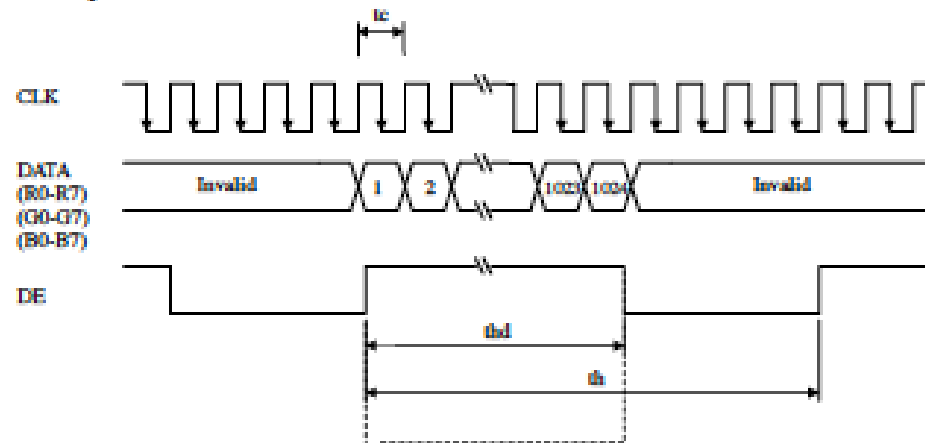 tc
CLK
DATA
(R0-R7)
(G0-G7)
(B0-B7)
Invalid
1
2
1023
1024
Invalid
DE
thd
th